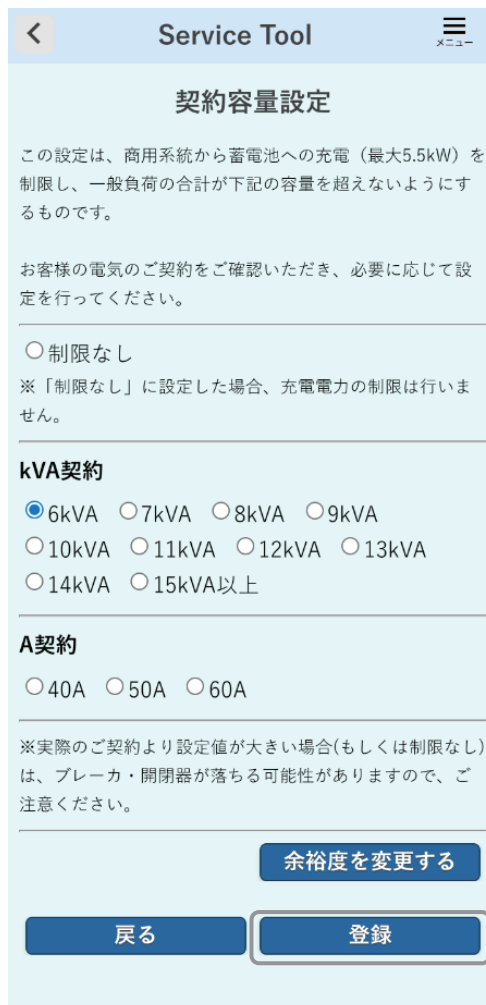 Service Tool
メニュー
契約容量設定
この設定は、商用系統から蓄電池への充電（最大5.5kW）を
制限し、一般負荷の合計が下記の容量を超えないようにす
るものです。
お客様の電気のご契約をご確認いただき、必要に応じて設
定を行ってください。
制限なし
※「制限なし」に設定した場合、充電電力の制限は行いま
せん。
kVA契約
6kVA 7kVA 8kVA 9kVA
10kVA 11kVA 12kVA 13kVA
14kVA 15kVA以上
A契約
40A 50A 60A
※実際のご契約より設定値が大きい場合(もしくは制限なし)
は、ブレーカ・開閉器が落ちる可能性がありますので、ご
注意ください。
余裕度を変更する
戻る 登録